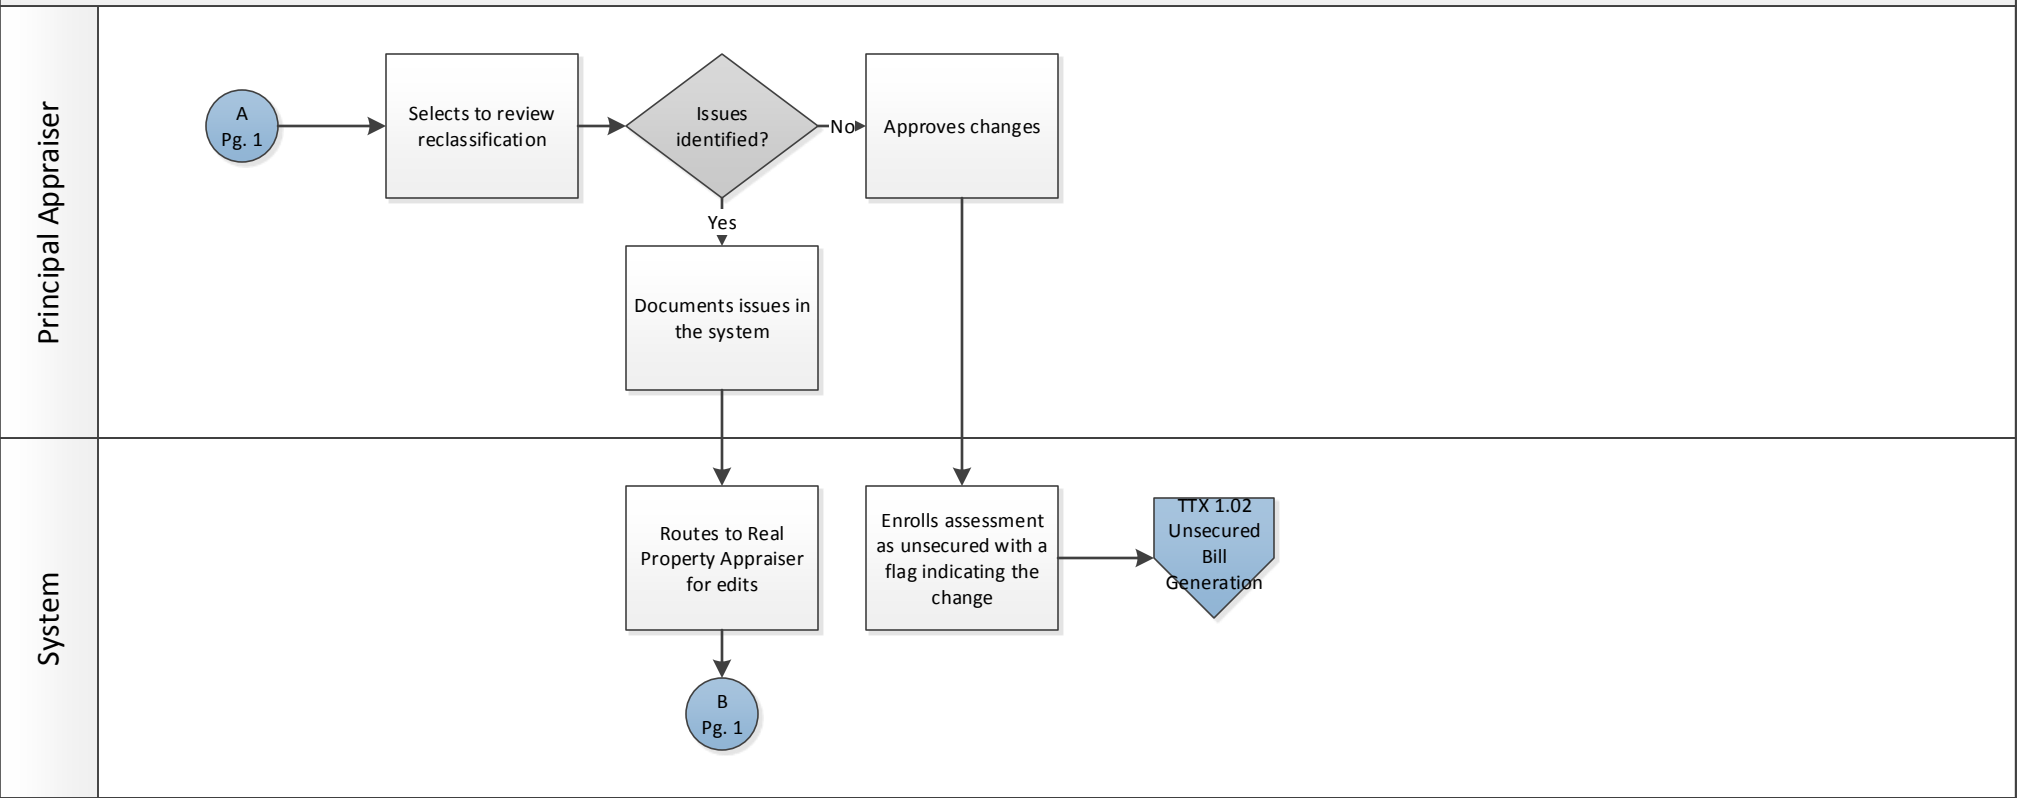 Principal Appraiser
A
Pg. 1
Selects to review
reclassification
Issues
identified?
No
Approves changes
Yes
Documents issues in
the system
System
Routes to Real
Property Appraiser
for edits
Enrolls assessment
as unsecured with a
flag indicating the
change
TTX 1.02
Unsecured
Bill
Generation
B
Pg. 1